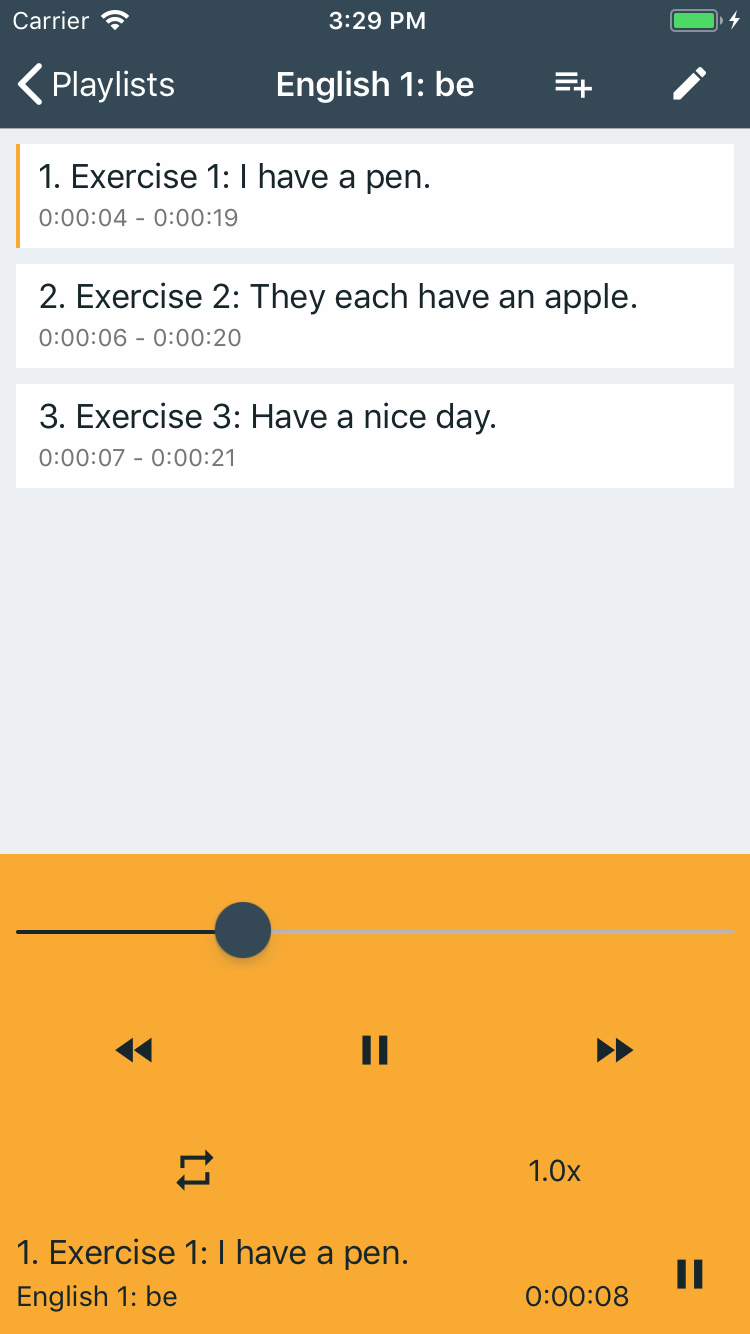 Carrier 3:29 PM
Playlists English 1: be
1. Exercise 1: I have a pen.
0:00:04 - 0:00:19
2. Exercise 2: They each have an apple.
0:00:06 - 0:00:20
3. Exercise 3: Have a nice day.
0:00:07 - 0:00:21
1.0x
1. Exercise 1: I have a pen.
English 1: be 0:00:08